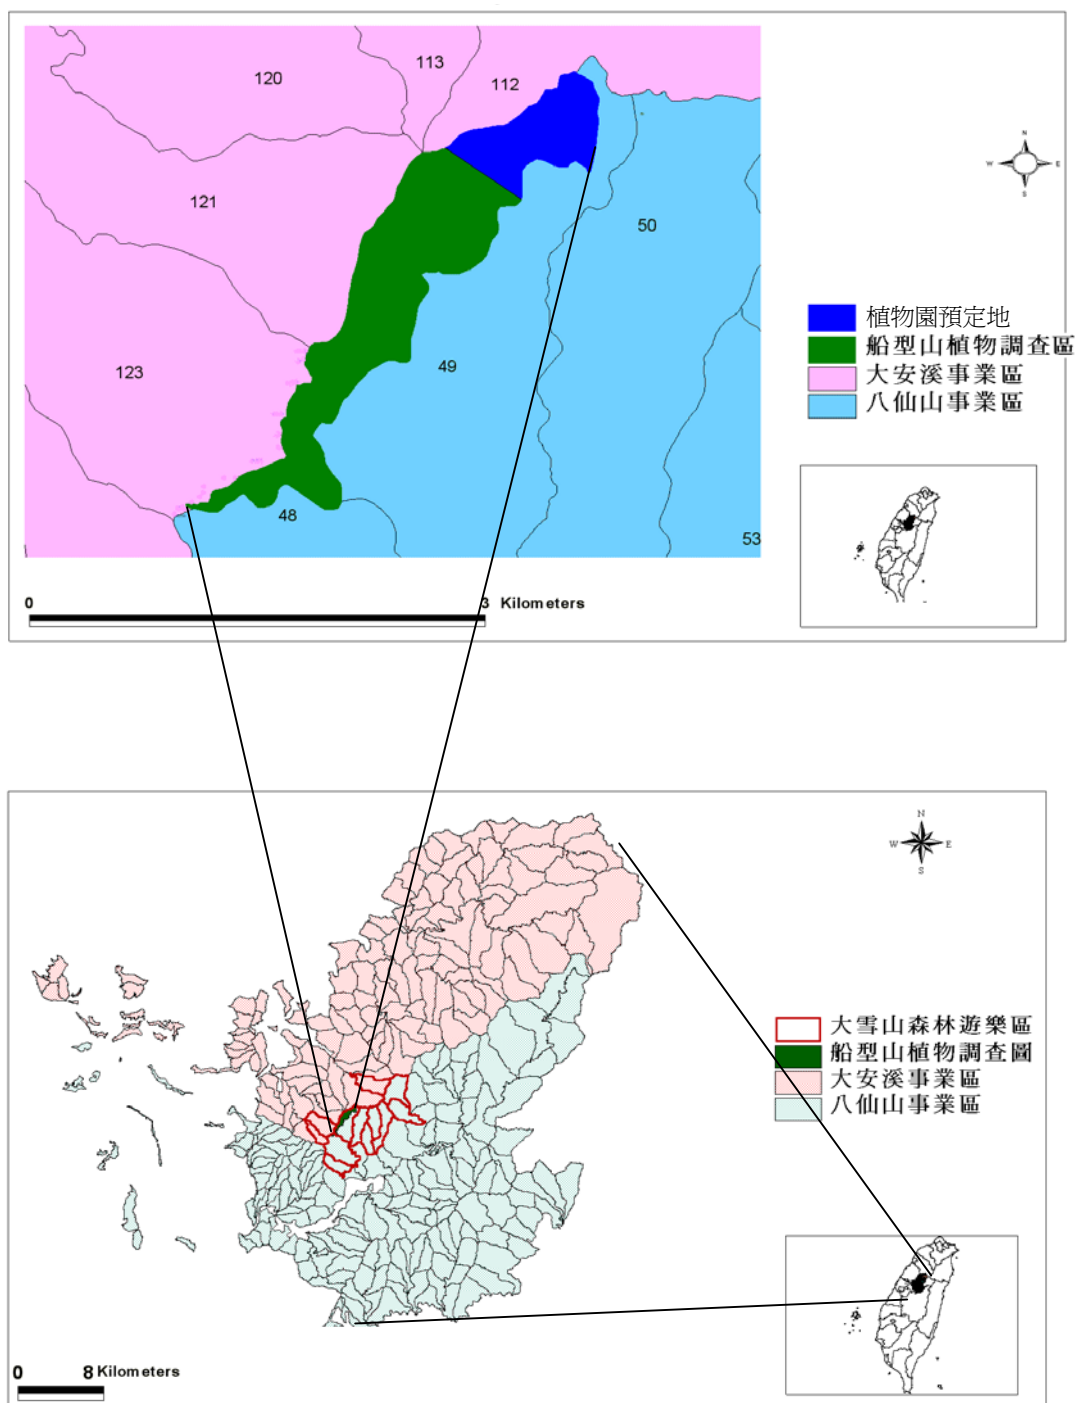 120
113
112
N
W
E
S
121
50
植物園預定地
船型山植物調查區
大安溪事業區
八仙山事業區
123
49
48
53
0
3 Kilometers
N
W
E
S
大雪山森林遊樂區
船型山植物調查圖
大安溪事業區
八仙山事業區
0
8 Kilometers